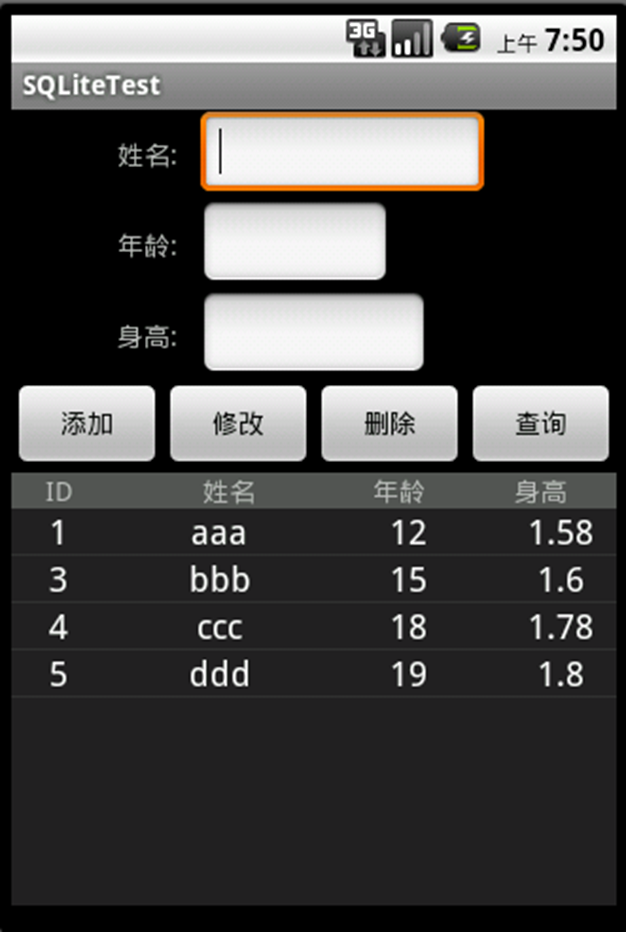 3G 上午 7:50
SQLiteTest
姓名:
年龄:
身高:
添加 修改 删除 查询
ID 姓名 年龄 身高
1 aaa 12 1.58
3 bbb 15 1.6
4 ccc 18 1.78
5 ddd 19 1.8